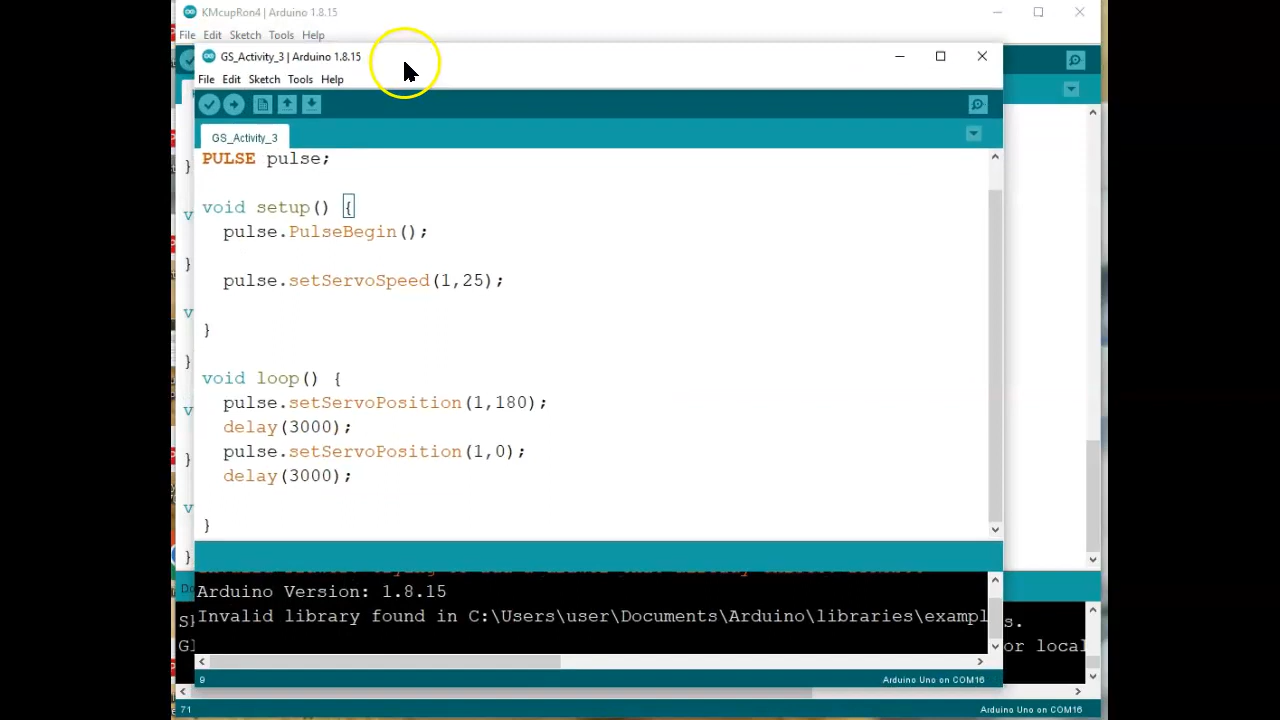 KMcupRon4 | Arduino 1.8.15
File Edit Sketch Tools Help
GS_Activity_3 | Arduino 1.8.15
File Edit Sketch Tools Help
GS_Activity_3
PULSE pulse;
void setup() {
pulse.PulseBegin();
pulse.setServoSpeed(1,25);
}
void loop() {
pulse.setServoPosition(1,180);
delay(3000);
pulse.setServoPosition(1,0);
delay(3000);
}
Arduino Version: 1.8.15
Invalid library found in C:\Users\user\Documents\Arduino\libraries\exampl
s.
or local
9
Arduino Uno on COM16
71
Arduino Uno on COM16